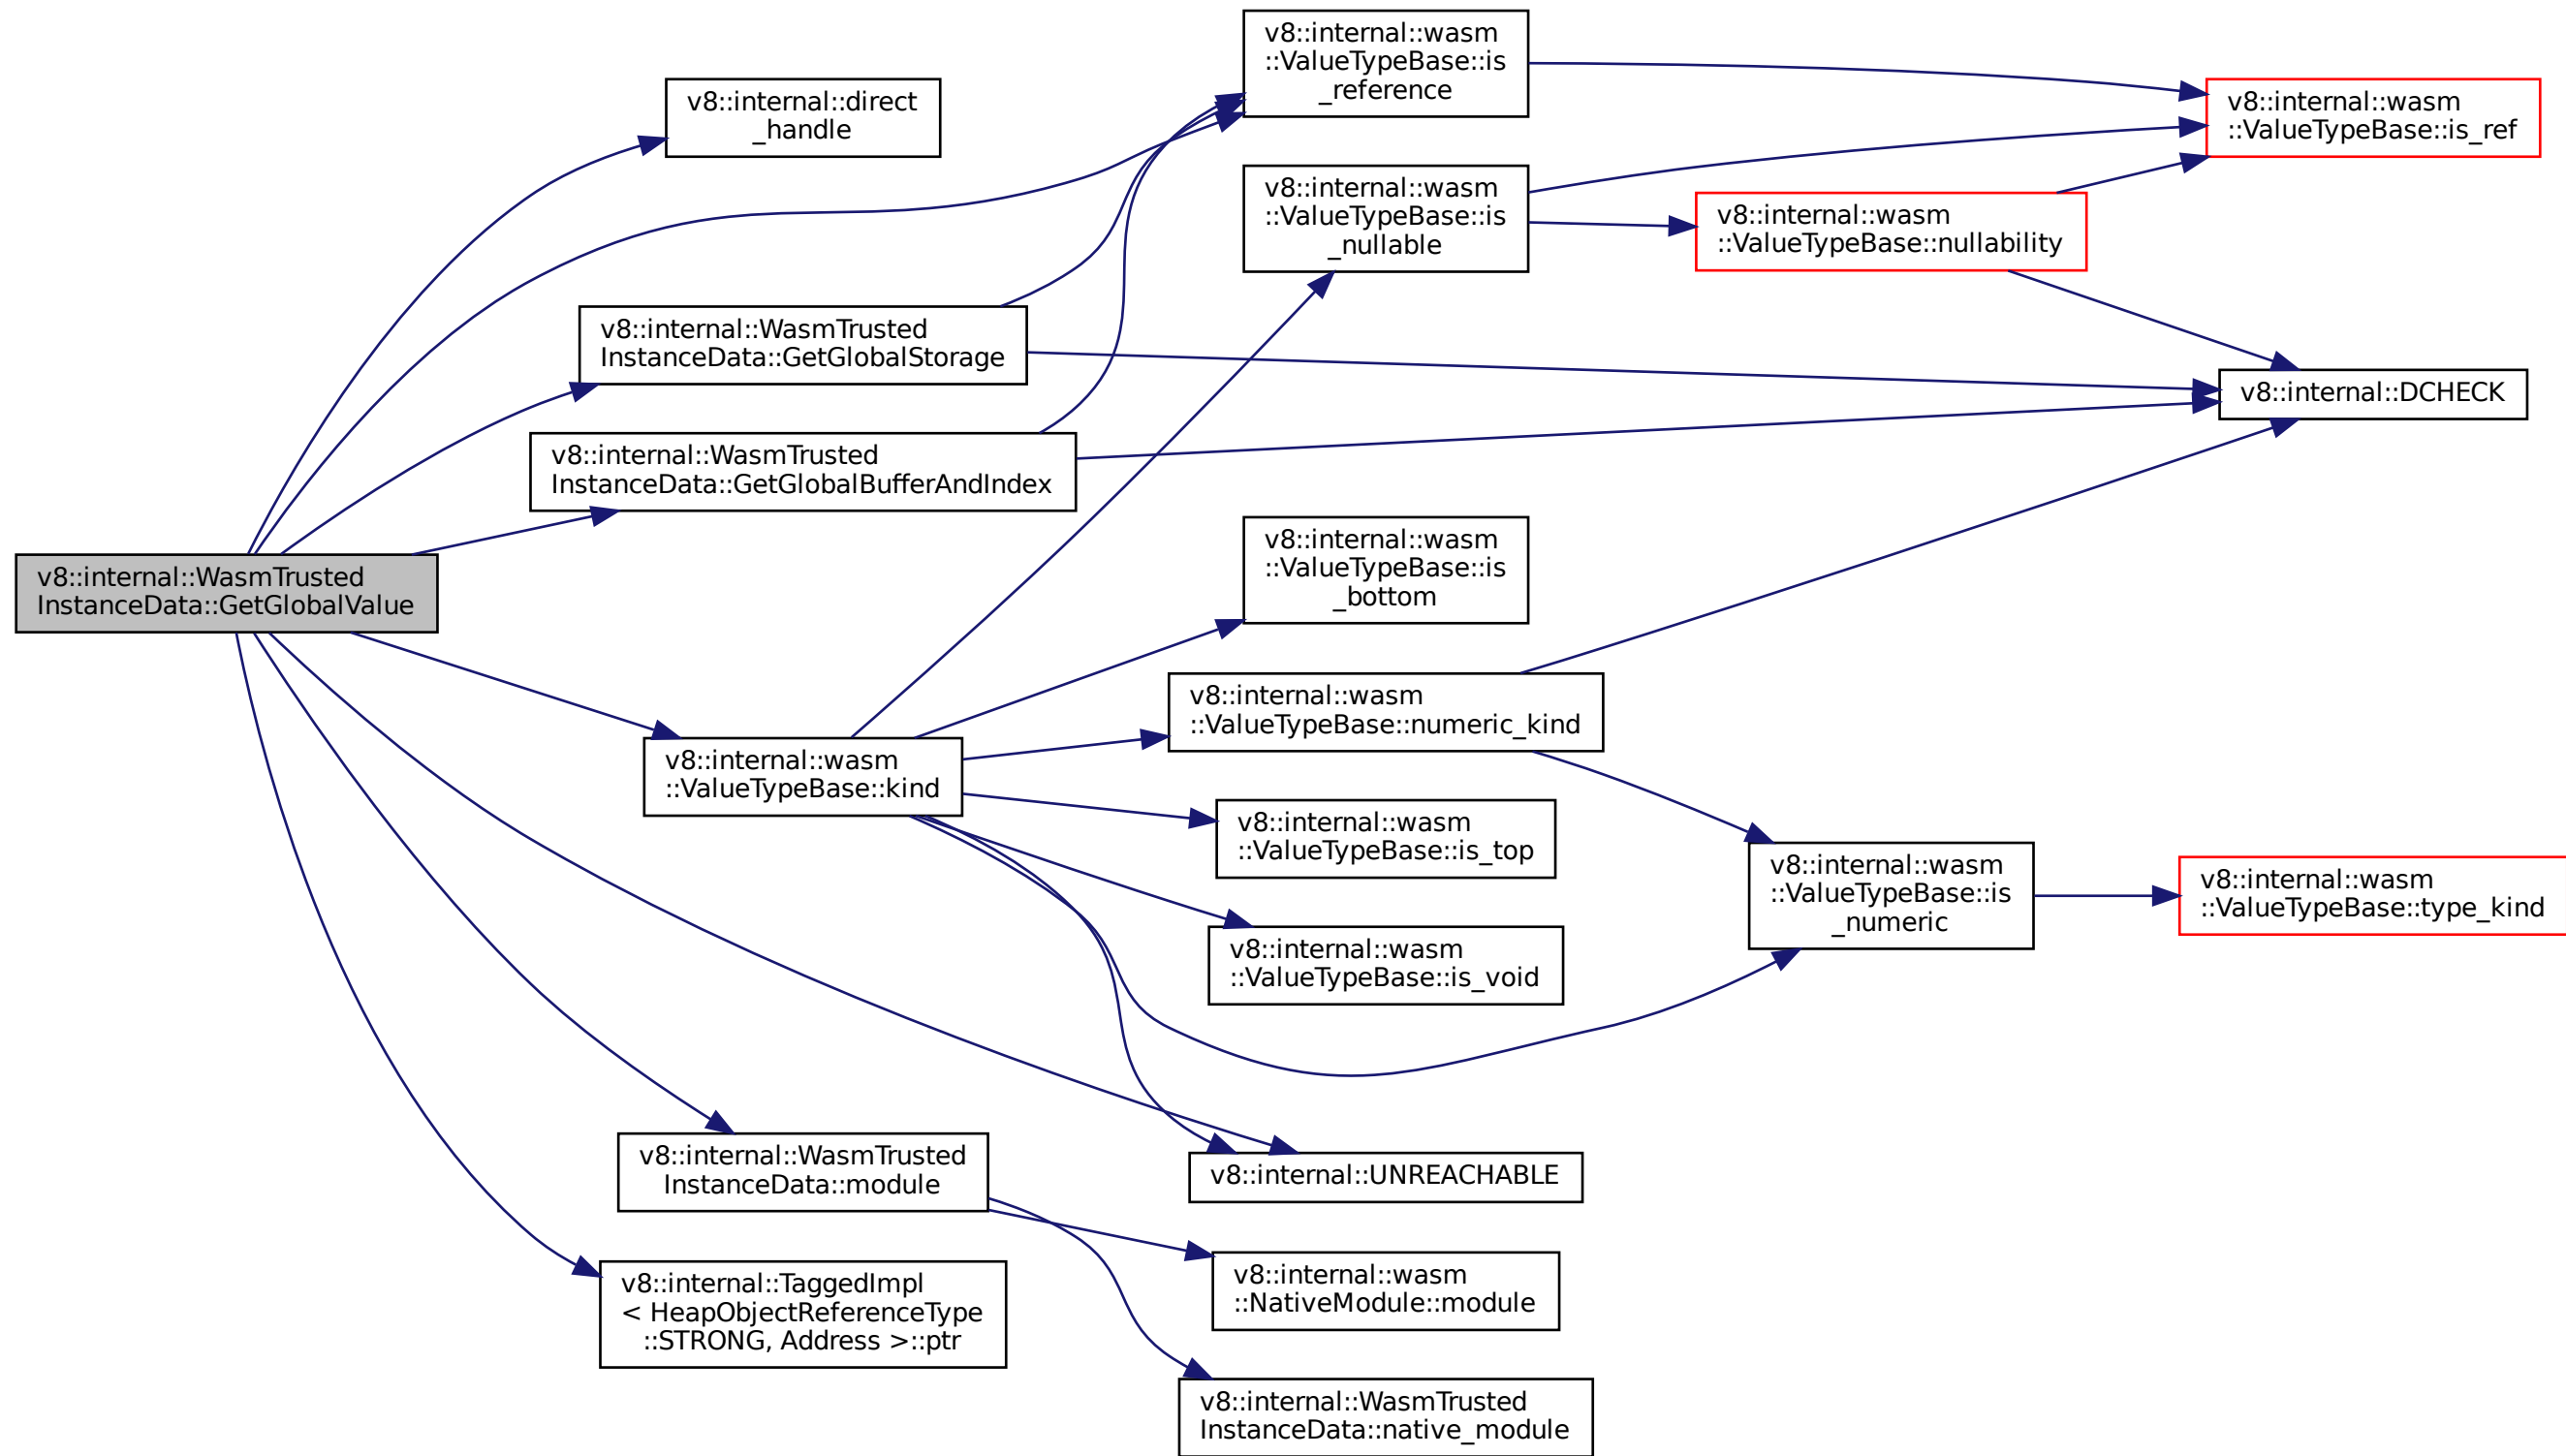 v8::internal::WasmTrusted
InstanceData::GetGlobalValue
v8::internal::direct
_handle
v8::internal::WasmTrusted
InstanceData::GetGlobalStorage
v8::internal::WasmTrusted
InstanceData::GetGlobalBufferAndIndex
v8::internal::wasm
::ValueTypeBase::kind
v8::internal::WasmTrusted
InstanceData::module
v8::internal::TaggedImpl
< HeapObjectReferenceType
::STRONG, Address >::ptr
v8::internal::wasm
::ValueTypeBase::is
_reference
v8::internal::wasm
::ValueTypeBase::is
_nullable
v8::internal::wasm
::ValueTypeBase::is
_bottom
v8::internal::wasm
::ValueTypeBase::numeric_kind
v8::internal::wasm
::ValueTypeBase::is_top
v8::internal::wasm
::ValueTypeBase::is_void
v8::internal::UNREACHABLE
v8::internal::wasm
::NativeModule::module
v8::internal::WasmTrusted
InstanceData::native_module
v8::internal::wasm
::ValueTypeBase::nullability
v8::internal::wasm
::ValueTypeBase::is
_numeric
v8::internal::wasm
::ValueTypeBase::is_ref
v8::internal::DCHECK
v8::internal::wasm
::ValueTypeBase::type_kind